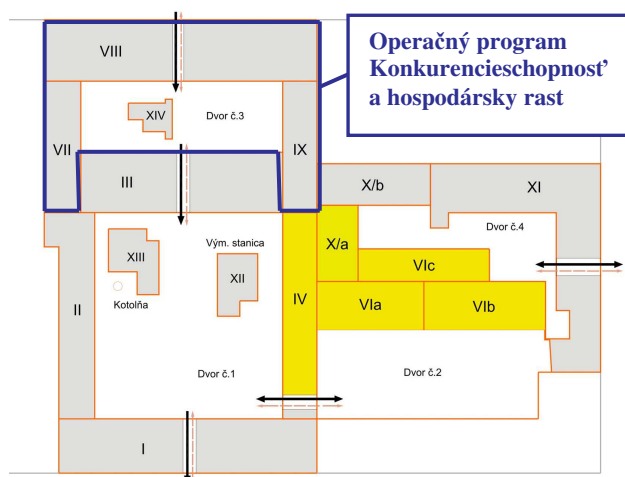 Operačný program
Konkurencieschopnosť
a hospodársky rast
VIII
XIV
Dvor č.3
VII
IX
III
X/b
XI
Dvor č.4
Vým. stanica
X/a
XIII
XII
VIc
Kotolňa
II
IV
VIa
VIb
Dvor č.1
Dvor č.2
I